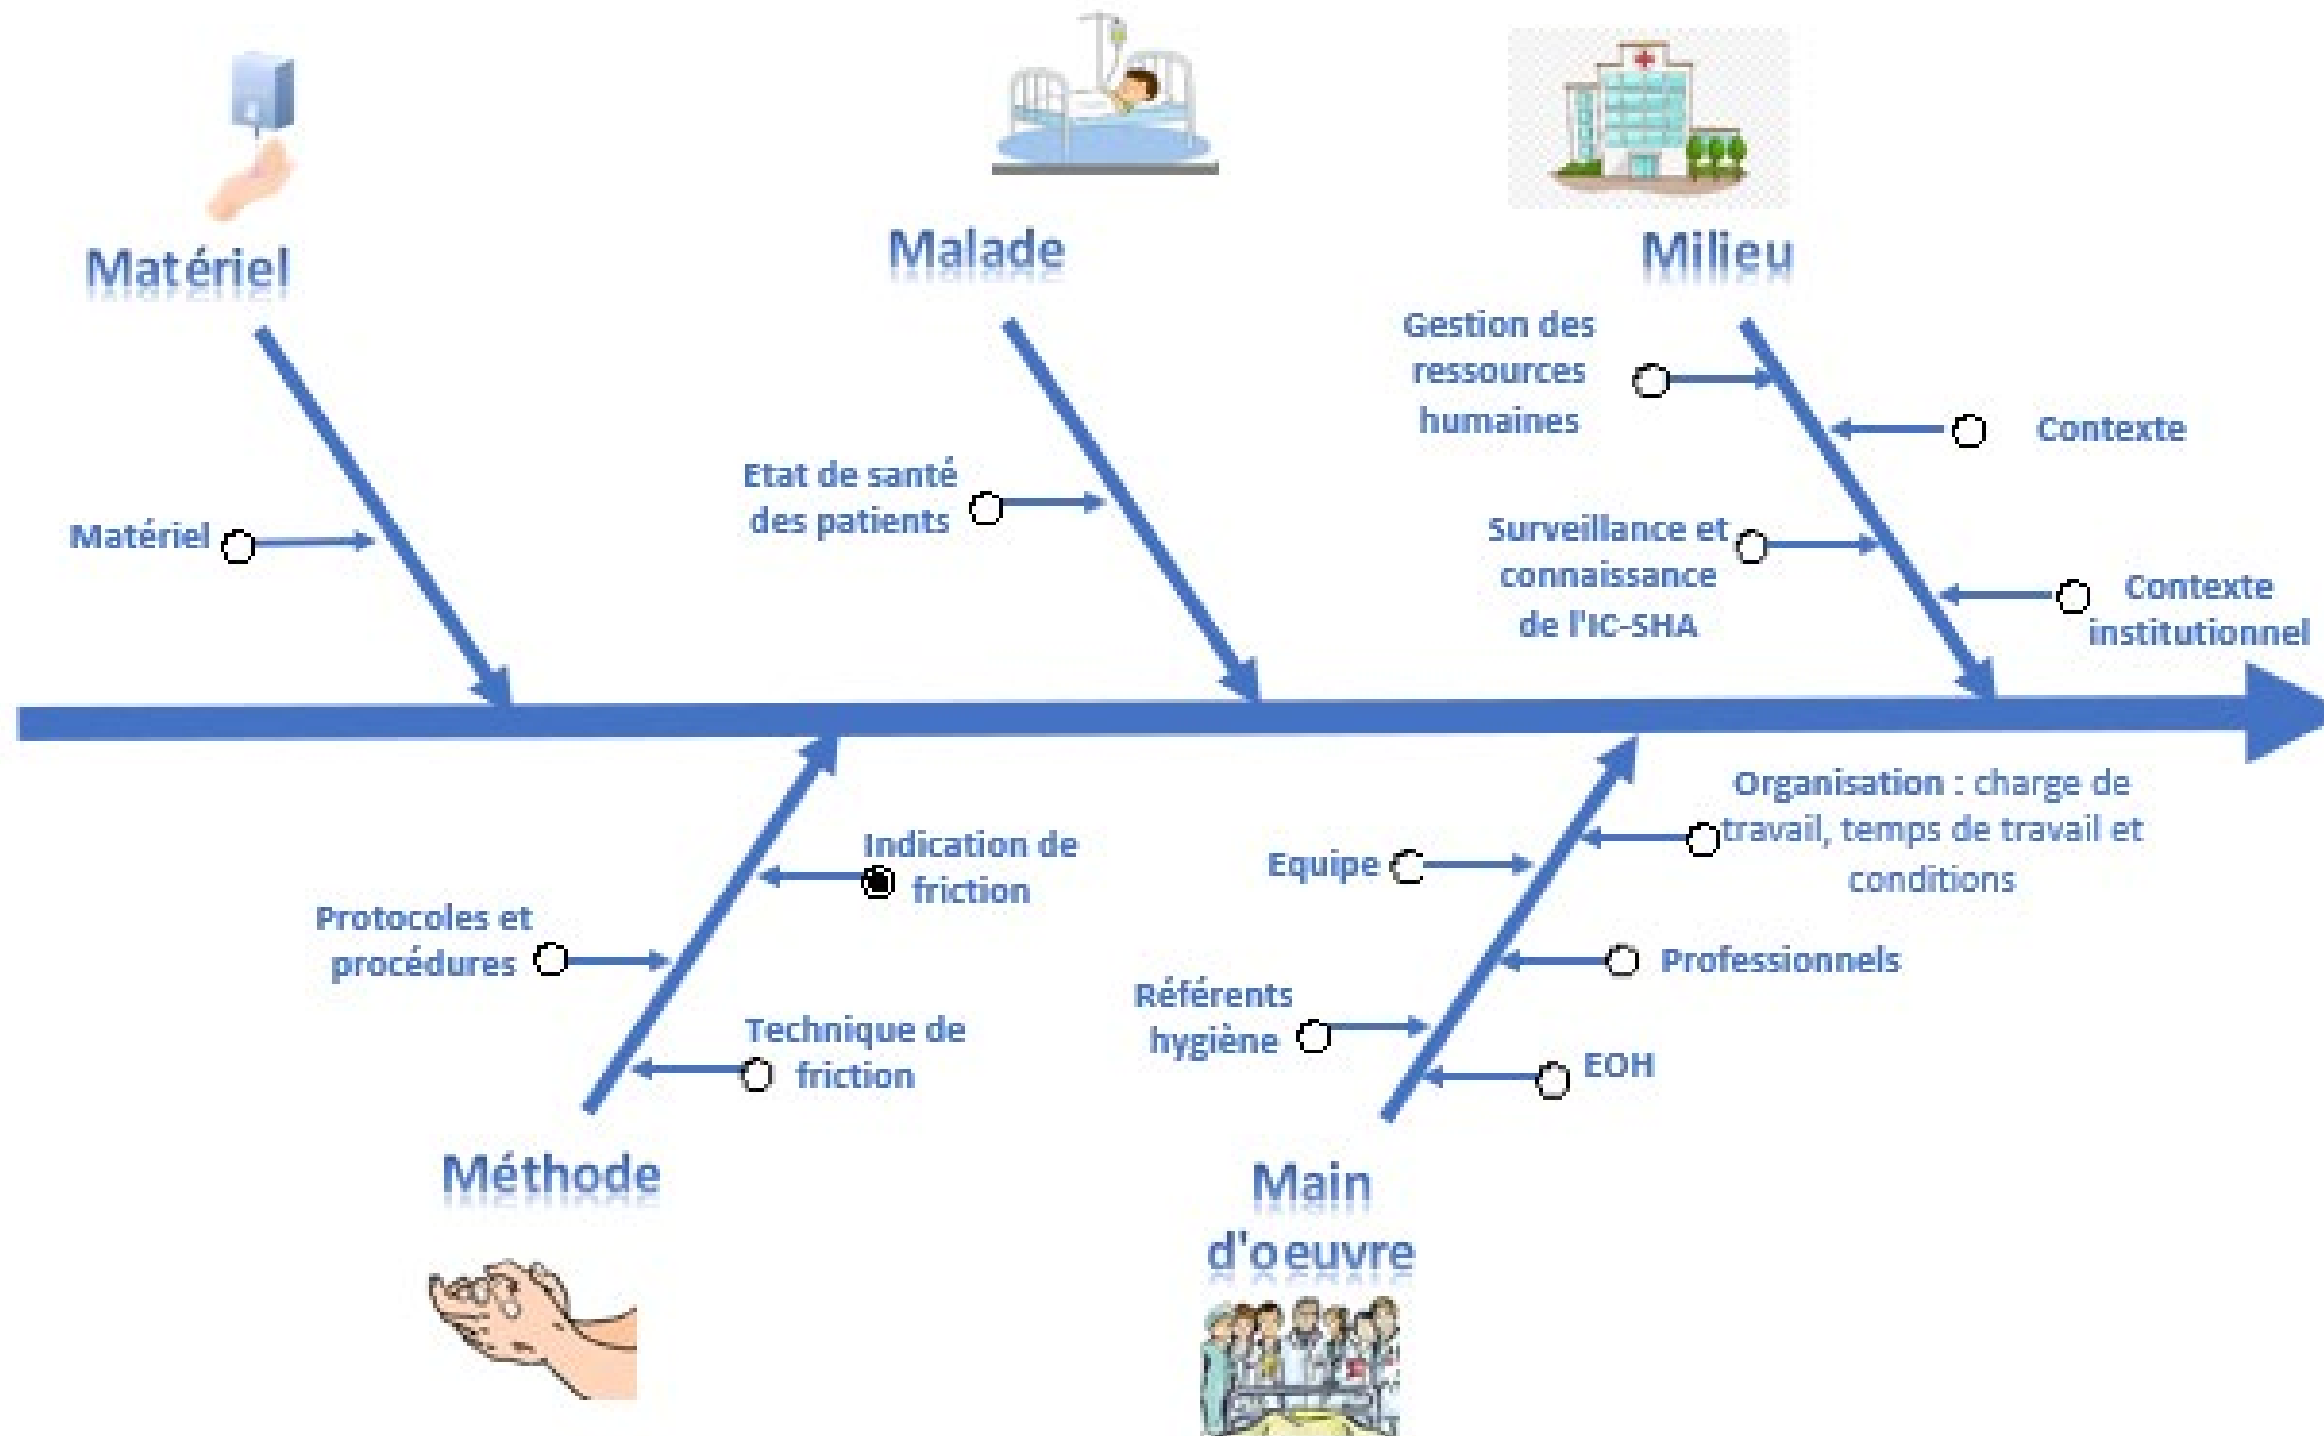 Matériel
Malade
Milieu
Gestion des
ressources
humaines
Contexte
Etat de santé
des patients
Matériel
Surveillance et
connaissance
de l'IC-SHA
Contexte
institutionnel
Organisation : charge de
travail, temps de travail et
conditions
Indication de
friction
Equipe
Protocoles et
procédures
Professionnels
Référents
hygiène
Technique de
friction
EOH
Méthode
Main
d'oeuvre